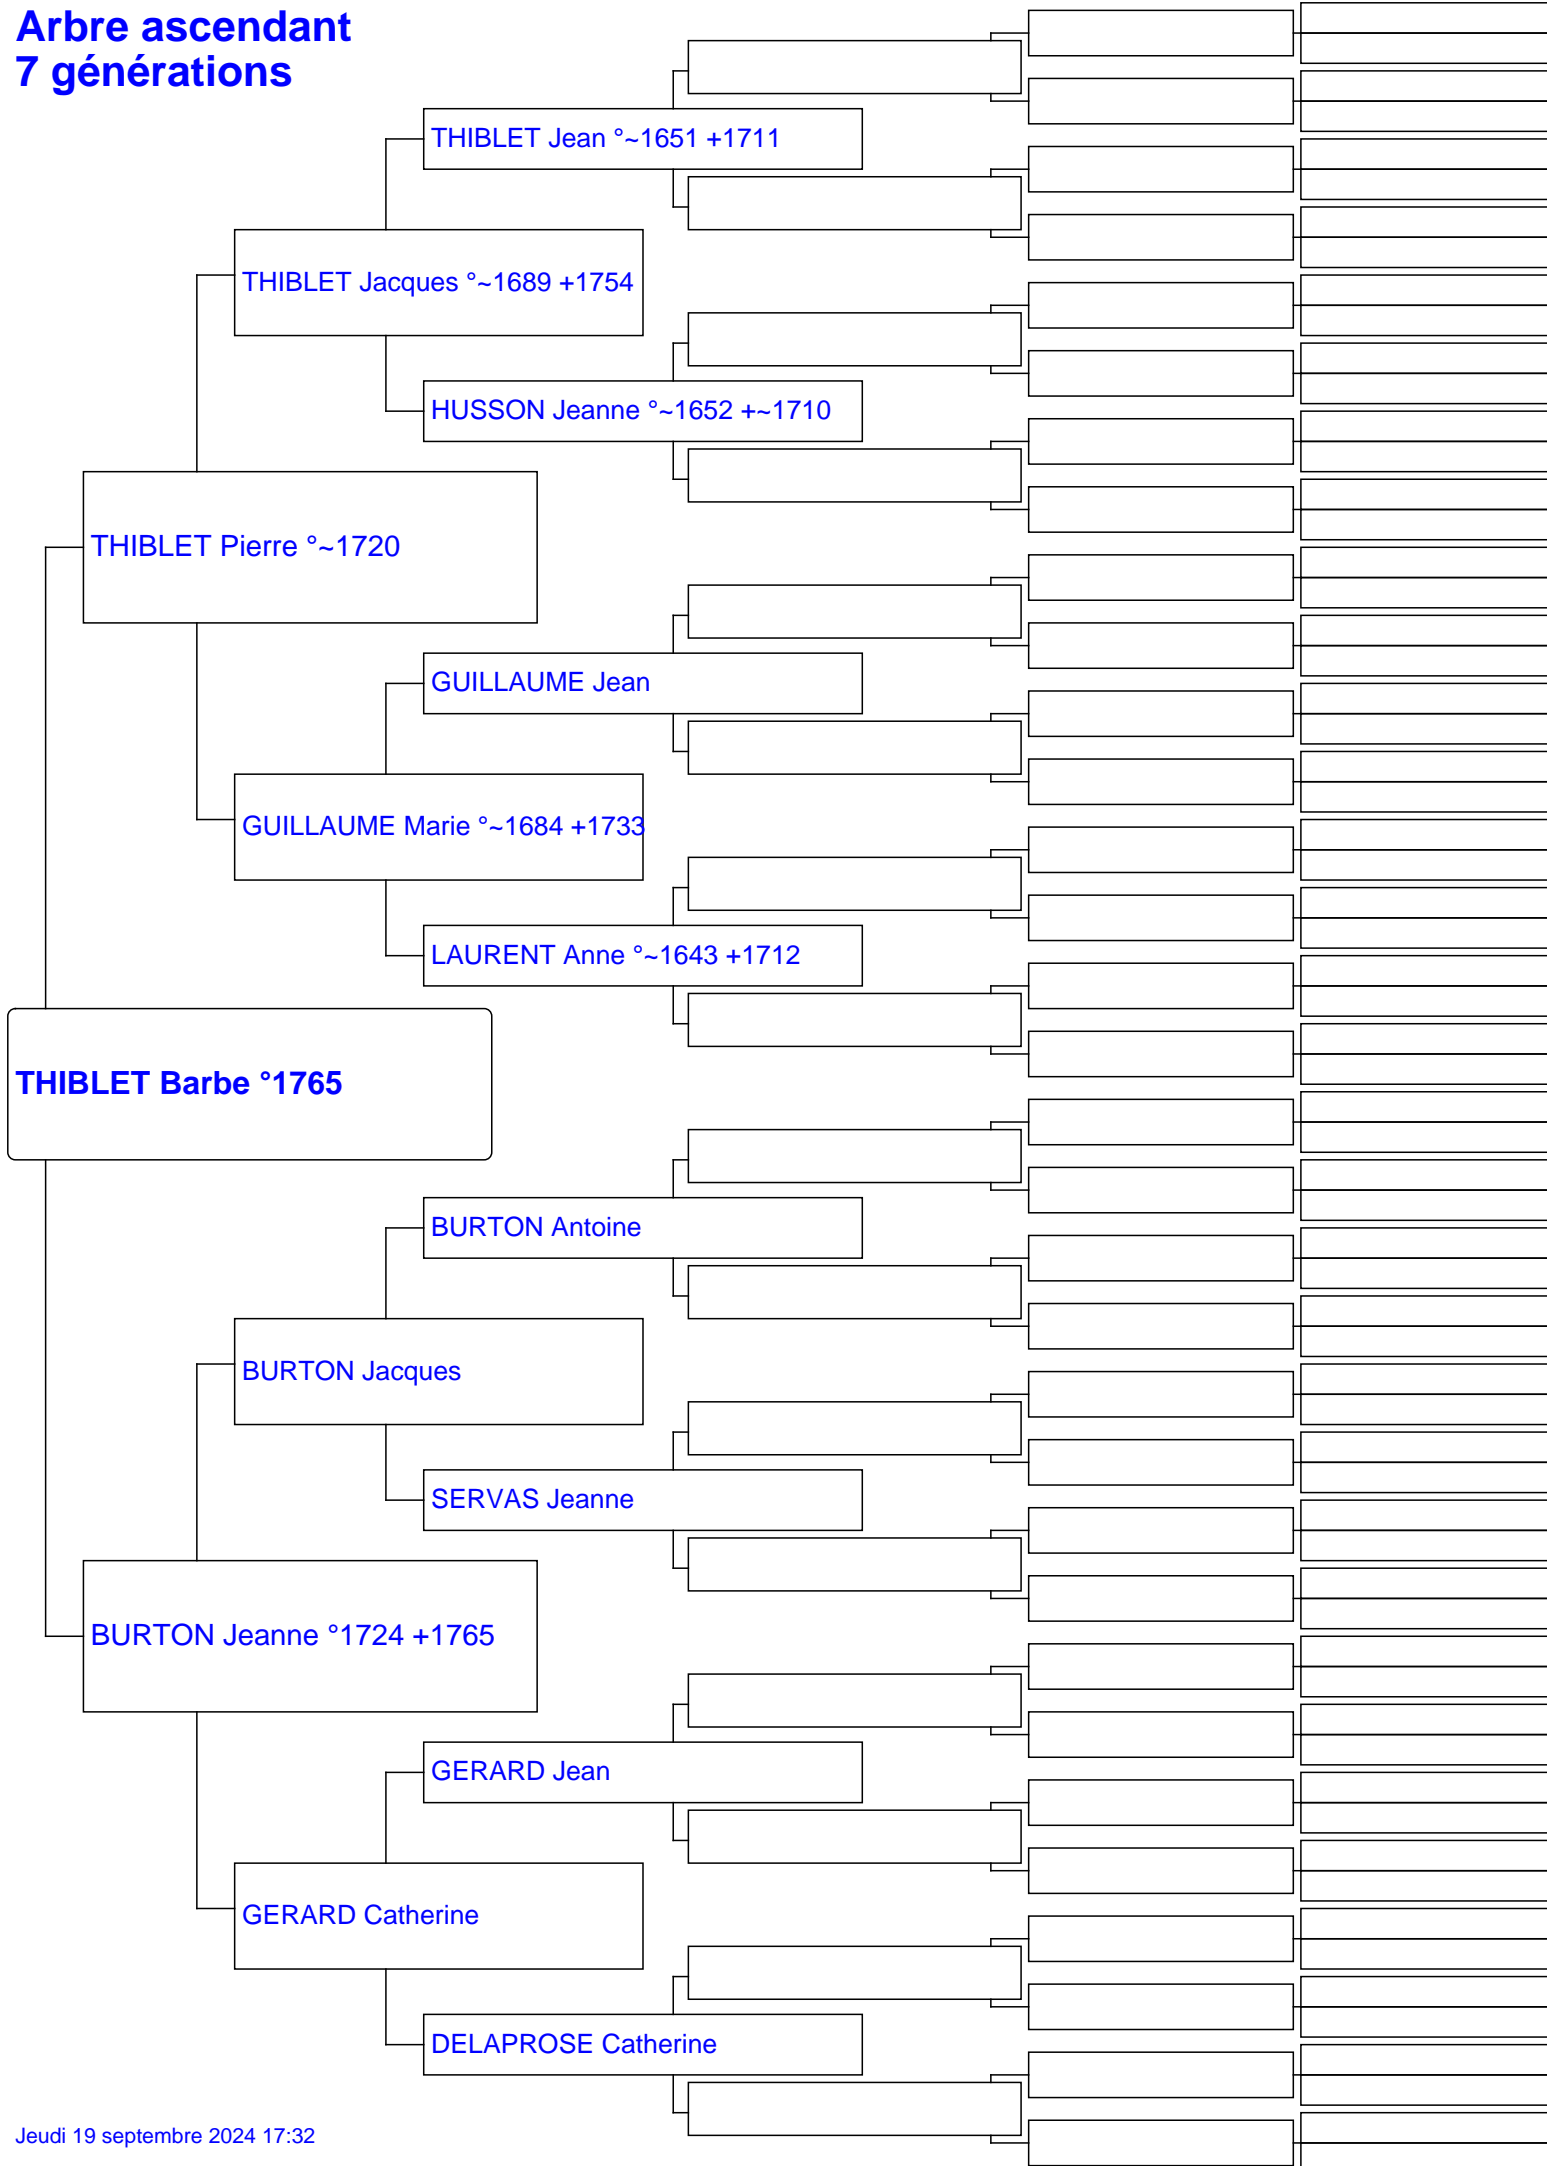 Arbre ascendant
7 générations
THIBLET Jean °~1651 +1711
THIBLET Jacques °~1689 +1754
HUSSON Jeanne °~1652 +~1710
THIBLET Pierre °~1720
GUILLAUME Jean
GUILLAUME Marie °~1684 +1733
LAURENT Anne °~1643 +1712
THIBLET Barbe °1765
BURTON Antoine
BURTON Jacques
SERVAS Jeanne
BURTON Jeanne °1724 +1765
GERARD Jean
GERARD Catherine
DELAPROSE Catherine
Jeudi 19 septembre 2024 17:32